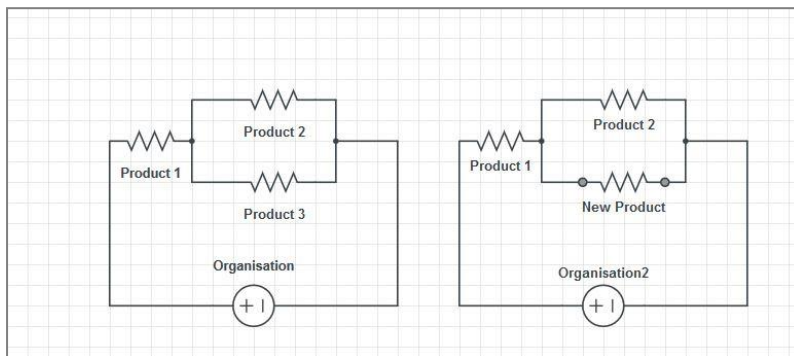 Product 2
Product 1
Product 3
Organisation
Product 2
Product 1
New Product
Organisation2